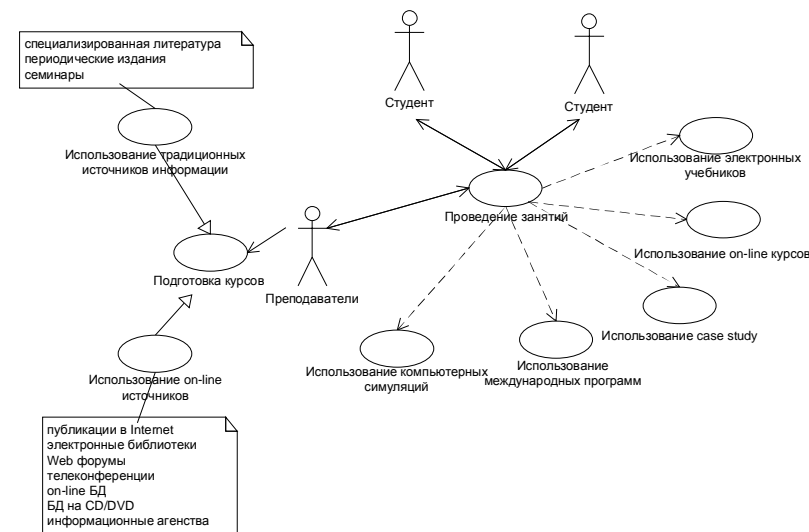 специализированная литература
периодические издания
семинары
Студент
Студент
Использование традиционных
источников информации
Использование электронных
учебников
Проведение занятий
Использование on-line курсов
Подготовка курсов
Преподаватели
Использование case study
Использование компьютерных
симуляций
Использование
международных программ
Использование on-line
источников
публикации в Internet
электронные библиотеки
Web форумы
телеконференции
on-line БД
БД на CD/DVD
информационные агенства